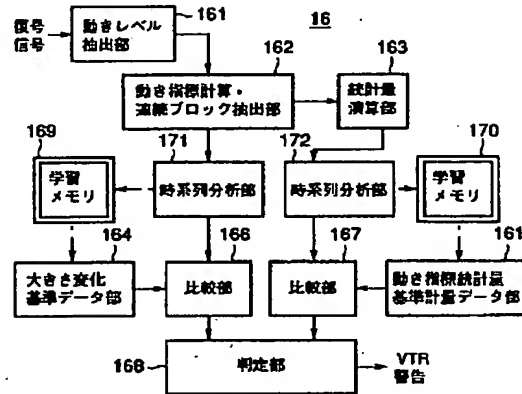 16
復号
信号
動きレベル
抽出部
161
162
163
動き指標計算・
連続ブロック抽出部
統計量
演算部
169
171
172
170
学習
メモリ
時系列分析部
時系列分析部
学習
メモリ
164
166
167
161
大きさ変化
基準データ部
比較部
比較部
動き指標統計量
基準計量データ部
168
判定部
VTR
警告